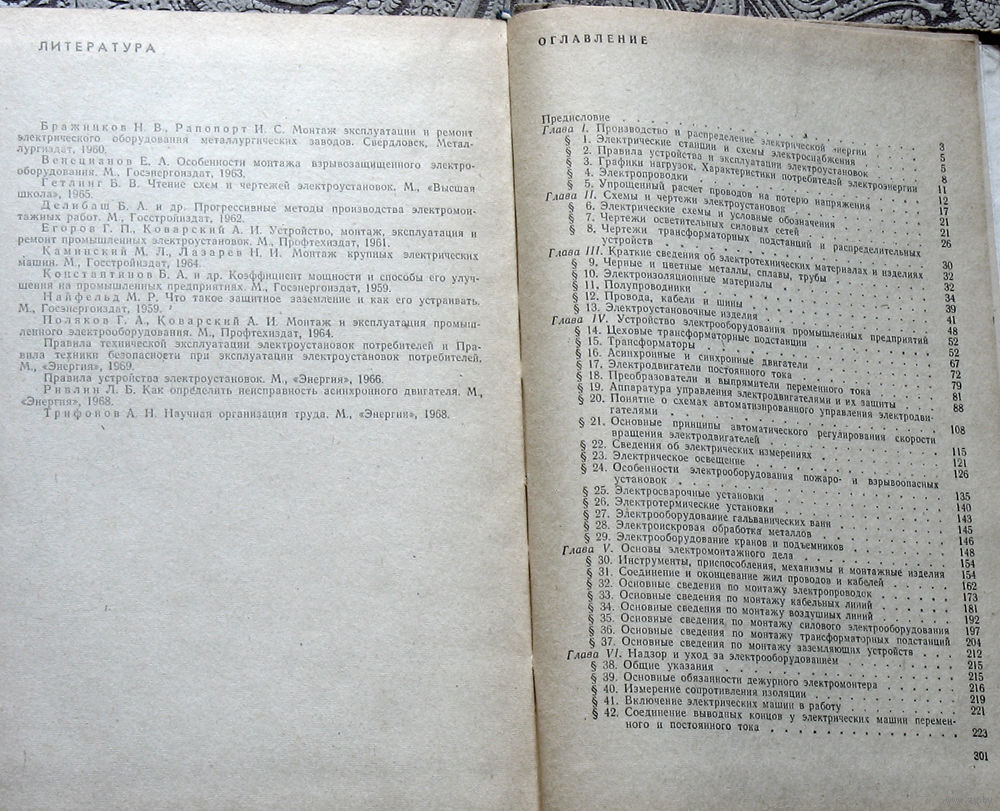 ЛИТЕРАТУРА
Бражников Н. В., Рапопорт И. С. Монтаж эксплуатации и ремонт
электрического оборудования металлургических заводов. Свердловск, Метал-
лургиздат, 1960.
Венецианов Е. А. Особенности монтажа взрывозащищенного электро-
оборудования. М., Госэнергоиздат, 1963.
Гетлинг Б. В. Чтение схем и чертежей электроустановок. М., «Высшая
школа», 1965.
Делибаш Б. А. и др. Прогрессивные методы производства электромон-
тажных работ. М., Госстройиздат, 1962.
Егоров Г. П., Коварский А. И. Устройство, монтаж, эксплуатация и
ремонт промышленных электроустановок. М., Профтехиздат, 1961.
Каминский М. Л., Лазарев Н. И. Монтаж крупных электрических
машин. М., Госстройиздат, 1964.
Константинов Б. А. и др. Коэффициент мощности и способы его улуч-
шения на промышленных предприятиях. М., Госэнергоиздат, 1959.
Найфельд М. Р. Что такое защитное заземление и как его устраивать.
М., Госэнергоиздат, 1959.
Поляков Г. А., Коварский А. И. Монтаж и эксплуатация промыш-
ленного электрооборудования. М., Профтехиздат, 1964.
Правила технической эксплуатации электроустановок потребителей и Пра-
вила техники безопасности при эксплуатации электроустановок потребителей.
М., «Энергия», 1969.
Правила устройства электроустановок. М., «Энергия», 1966.
Ривлин Л. Б. Как определить неисправность асинхронного двигателя. М.,
«Энергия», 1968.
Трифонов А. Н. Научная организация труда. М., «Энергия», 1968.
ОГЛАВЛЕНИЕ
Предисловие . . . 3
Глава I. Производство и распределение электрической энергии . . . 5
§ 1. Электрические станции и схемы электроснабжения . . . 5
§ 2. Правила устройства и эксплуатации электроустановок . . . 8
§ 3. Графики нагрузок. Характеристики потребителей электроэнергии 11
§ 4. Электропроводки . . . 12
§ 5. Упрощенный расчет проводов на потерю напряжения . . . 17
Глава II. Схемы и чертежи электроустановок . . . 21
§ 6. Электрические схемы и условные обозначения . . . 21
§ 7. Чертежи осветительных силовых сетей . . . 26
§ 8. Чертежи трансформаторных подстанций и распределительных
устройств . . . 30
Глава III. Краткие сведения об электротехнических материалах и изделиях 32
§ 9. Черные и цветные металлы, сплавы, трубы . . . 32
§ 10. Электроизоляционные материалы . . . 34
§ 11. Полупроводники . . . 39
§ 12. Провода, кабели и шины . . . 41
§ 13. Электроустановочные изделия . . . 48
Глава IV. Устройство электрооборудования промышленных предприятий 52
§ 14. Цеховые трансформаторные подстанции . . . 52
§ 15. Трансформаторы . . . 67
§ 16. Асинхронные и синхронные двигатели . . . 72
§ 17. Электродвигатели постоянного тока . . . 79
§ 18. Преобразователи и выпрямители переменного тока . . . 81
§ 19. Аппаратура управления электродвигателями и их защиты . . . 88
§ 20. Понятие о схемах автоматизированного управления электродви-
гателями . . . 108
§ 21. Основные принципы автоматического регулирования скорости
вращения электродвигателей . . . 115
§ 22. Сведения об электрических измерениях . . . 121
§ 23. Электрическое освещение . . . 126
§ 24. Особенности электрооборудования пожаро- и взрывоопасных
установок . . . 135
§ 25. Электросварочные установки . . . 140
§ 26. Электротермические установки . . . 143
§ 27. Электрооборудование гальванических ванн . . . 145
§ 28. Электроискровая обработка металлов . . . 146
§ 29. Электрооборудование кранов и подъемников . . . 148
Глава V. Основы электромонтажного дела . . . 154
§ 30. Инструменты, приспособления, механизмы и монтажные изделия 154
§ 31. Соединение и оконцевание жил проводов и кабелей . . . 162
§ 32. Основные сведения по монтажу электропроводок . . . 173
§ 33. Основные сведения по монтажу кабельных линий . . . 181
§ 34. Основные сведения по монтажу воздушных линий . . . 192
§ 35. Основные сведения по монтажу силового электрооборудования 197
§ 36. Основные сведения по монтажу трансформаторных подстанций 204
§ 37. Основные сведения по монтажу заземляющих устройств . . . 212
Глава VI. Надзор и уход за электрооборудованием . . . 215
§ 38. Общие указания . . . 215
§ 39. Основные обязанности дежурного электромонтера . . . 216
§ 40. Измерение сопротивления изоляции . . . 219
§ 41. Включение электрических машин в работу . . . 221
§ 42. Соединение выводных концов у электрических машин перемен-
ного и постоянного тока . . . 223
301